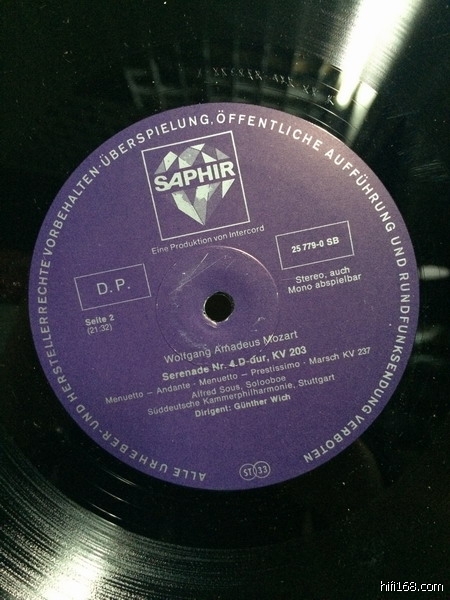 ALLE URHEBER- UND HERSTELLERRECHTE VORBEHALTEN · ÜBERSPIELUNG, ÖFFENTLICHE AUFFÜHRUNG UND RUNDFUNKSENDUNG VERBOTEN
SAPHIR
Eine Produktion von Intercord
25 779-0 SB
D.P.
Stereo, auch
Mono abspielbar
Seite 2
(21:32)
Wolfgang Amadeus Mozart
Serenade Nr. 4 D-dur, KV 203
Menuetto – Andante · Menuetto – Prestissimo · Marsch KV 237
Alfred Sous, Solooboe
Süddeutsche Kammerphilharmonie, Stuttgart
Dirigent: Günther Wich
ST 33
hifi168.com